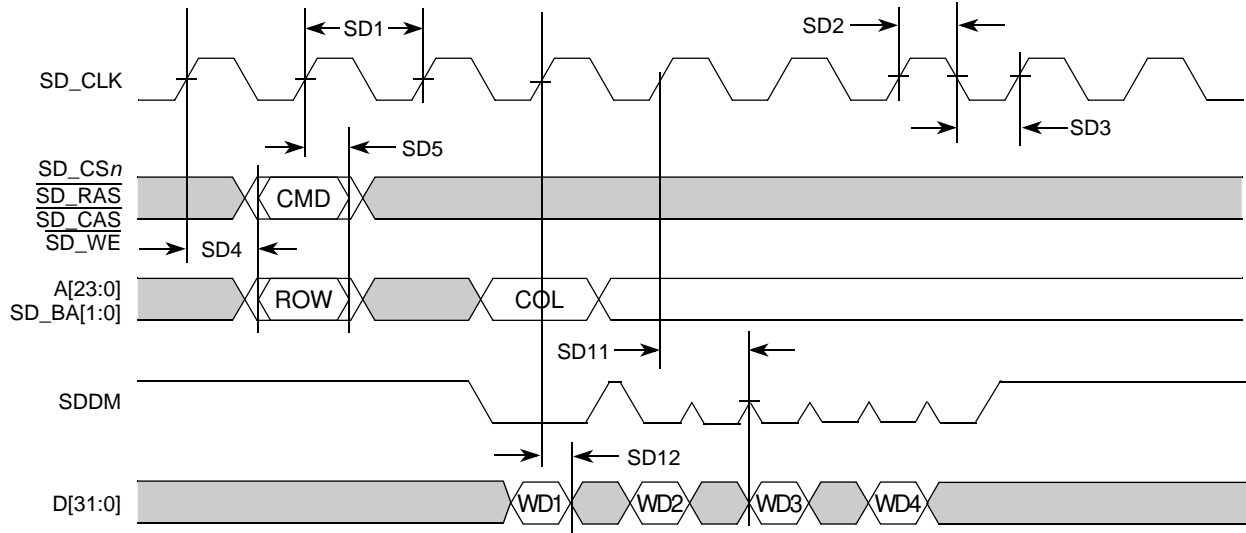 SD1
SD2
SD_CLK
SD3
SD5
SD_CSn
SD_RAS
CMD
SD_CAS
SD_WE
SD4
A[23:0]
ROW
COL
SD_BA[1:0]
SD11
SDDM
SD12
D[31:0]
WD1
WD2
WD3
WD4